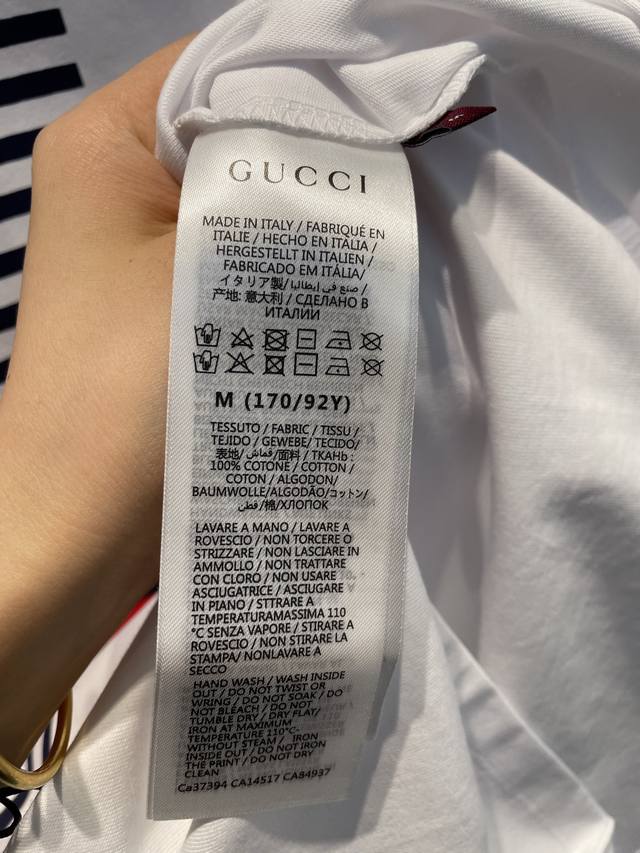 GUCCI
MADE IN ITALY / FABRIQUÉ EN
ITALIE / HECHO EN ITALIA /
HERGESTELLT IN ITALIEN /
FABRICADO EM ITÁLIA/
イタリア製/صنع في إيطاليا /
产地: 意大利 / СДЕЛАНО В
ИТАЛИИ
M (170/92Y)
TESSUTO / FABRIC / TISSU /
TEJIDO / GEWEBE/ TECIDO/
表地/قماش/面料 / TKAHb :
100% COTONE / COTTON /
COTON / ALGODON/
BAUMWOLLE/ALGODÃO/コットン/
قطن/棉/ХЛОПОК
LAVARE A MANO / LAVARE A
ROVESCIO / NON TORCERE O
STRIZZARE / NON LASCIARE IN
AMMOLLO / NON TRATTARE
CON CLORO / NON USARE
ASCIUGATRICE / ASCIUGARE
IN PIANO / STTRARE A
TEMPERATURAMASSIMA 110
°C SENZA VAPORE / STIRARE A
ROVESCIO / NON STIRARE LA
STAMPA/ NONLAVARE A
SECCO
HAND WASH / WASH INSIDE
OUT / DO NOT TWIST OR
WRING / DO NOT SOAK / DO
NOT BLEACH / DO NOT
TUMBLE DRY / DRY FLAT/
IRON AT MAXIMUM
TEMPERATURE 110°C-
WITHOUT STEAM / IRON
INSIDE OUT / DO NOT IRON
THE PRINT / DO NOT DRY
CLEAN
Ca37394 CA14517 CA84937